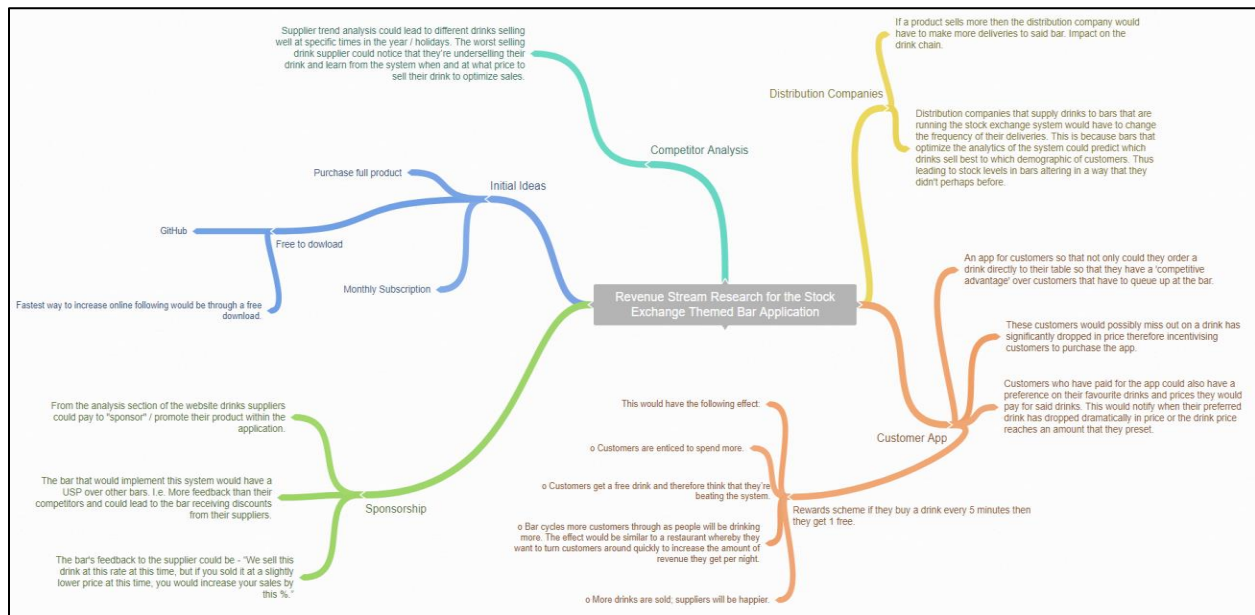 Revenue Stream Research for the Stock
Exchange Themed Bar Application
Competitor Analysis
Supplier trend analysis could lead to different drinks selling
well at specific times in the year / holidays. The worst selling
drink supplier could notice that they're underselling their
drink and learn from the system when and at what price to
sell their drink to optimize sales.
Initial Ideas
Purchase full product
Free to dowload
GitHub
Fastest way to increase online following would be through a free
download.
Monthly Subscription
Sponsorship
From the analysis section of the website drinks suppliers
could pay to "sponsor" / promote their product within the
application.
The bar that would implement this system would have a
USP over other bars. I.e. More feedback than their
competitors and could lead to the bar receiving discounts
from their suppliers.
The bar's feedback to the supplier could be - "We sell this
drink at this rate at this time, but if you sold it at a slightly
lower price at this time, you would increase your sales by
this %."
Distribution Companies
If a product sells more then the distribution company would
have to make more deliveries to said bar. Impact on the
drink chain.
Distribution companies that supply drinks to bars that are
running the stock exchange system would have to change
the frequency of their deliveries. This is because bars that
optimize the analytics of the system could predict which
drinks sell best to which demographic of customers. Thus
leading to stock levels in bars altering in a way that they
didn't perhaps before.
Customer App
An app for customers so that not only could they order a
drink directly to their table so that they have a 'competitive
advantage' over customers that have to queue up at the bar.
These customers would possibly miss out on a drink has
significantly dropped in price therefore incentivising
customers to purchase the app.
Customers who have paid for the app could also have a
preference on their favourite drinks and prices they would
pay for said drinks. This would notify when their preferred
drink has dropped dramatically in price or the drink price
reaches an amount that they preset.
Rewards scheme if they buy a drink every 5 minutes then
they get 1 free.
This would have the following effect:
o Customers are enticed to spend more.
o Customers get a free drink and therefore think that they're
beating the system.
o Bar cycles more customers through as people will be drinking
more. The effect would be similar to a restaurant whereby they
want to turn customers around quickly to increase the amount of
revenue they get per night.
o More drinks are sold; suppliers will be happier.